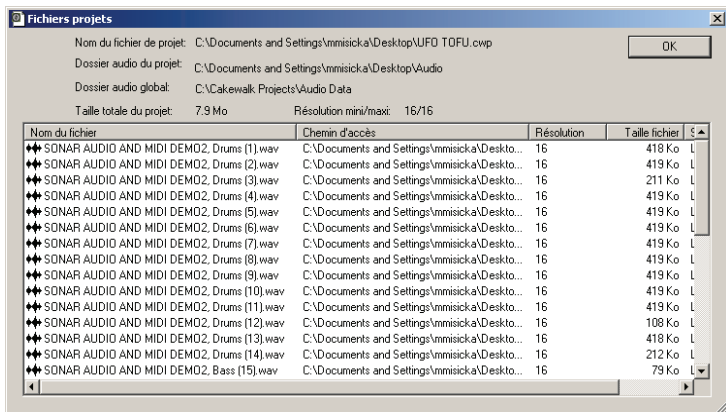 Fichiers projets
Nom du fichier de projet: C:\Documents and Settings\mmisicka\Desktop\UFO TOFU.cwp
OK
Dossier audio du projet: C:\Documents and Settings\mmisicka\Desktop\Audio
Dossier audio global: C:\Cakewalk Projects\Audio Data
Taille totale du projet: 7.9 Mo Résolution mini/maxi: 16/16
Nom du fichier Chemin d'accès Résolution Taille fichier
SONAR AUDIO AND MIDI DEMO2, Drums (1).wav C:\Documents and Settings\mmisicka\Deskto... 16 418 Ko L
SONAR AUDIO AND MIDI DEMO2, Drums (2).wav C:\Documents and Settings\mmisicka\Deskto... 16 419 Ko L
SONAR AUDIO AND MIDI DEMO2, Drums (3).wav C:\Documents and Settings\mmisicka\Deskto... 16 211 Ko L
SONAR AUDIO AND MIDI DEMO2, Drums (4).wav C:\Documents and Settings\mmisicka\Deskto... 16 419 Ko L
SONAR AUDIO AND MIDI DEMO2, Drums (5).wav C:\Documents and Settings\mmisicka\Deskto... 16 419 Ko L
SONAR AUDIO AND MIDI DEMO2, Drums (6).wav C:\Documents and Settings\mmisicka\Deskto... 16 419 Ko L
SONAR AUDIO AND MIDI DEMO2, Drums (7).wav C:\Documents and Settings\mmisicka\Deskto... 16 419 Ko L
SONAR AUDIO AND MIDI DEMO2, Drums (8).wav C:\Documents and Settings\mmisicka\Deskto... 16 419 Ko L
SONAR AUDIO AND MIDI DEMO2, Drums (9).wav C:\Documents and Settings\mmisicka\Deskto... 16 419 Ko L
SONAR AUDIO AND MIDI DEMO2, Drums (10).wav C:\Documents and Settings\mmisicka\Deskto... 16 419 Ko L
SONAR AUDIO AND MIDI DEMO2, Drums (11).wav C:\Documents and Settings\mmisicka\Deskto... 16 419 Ko L
SONAR AUDIO AND MIDI DEMO2, Drums (12).wav C:\Documents and Settings\mmisicka\Deskto... 16 108 Ko L
SONAR AUDIO AND MIDI DEMO2, Drums (13).wav C:\Documents and Settings\mmisicka\Deskto... 16 418 Ko L
SONAR AUDIO AND MIDI DEMO2, Drums (14).wav C:\Documents and Settings\mmisicka\Deskto... 16 212 Ko L
SONAR AUDIO AND MIDI DEMO2, Bass (15).wav C:\Documents and Settings\mmisicka\Deskto... 16 79 Ko L